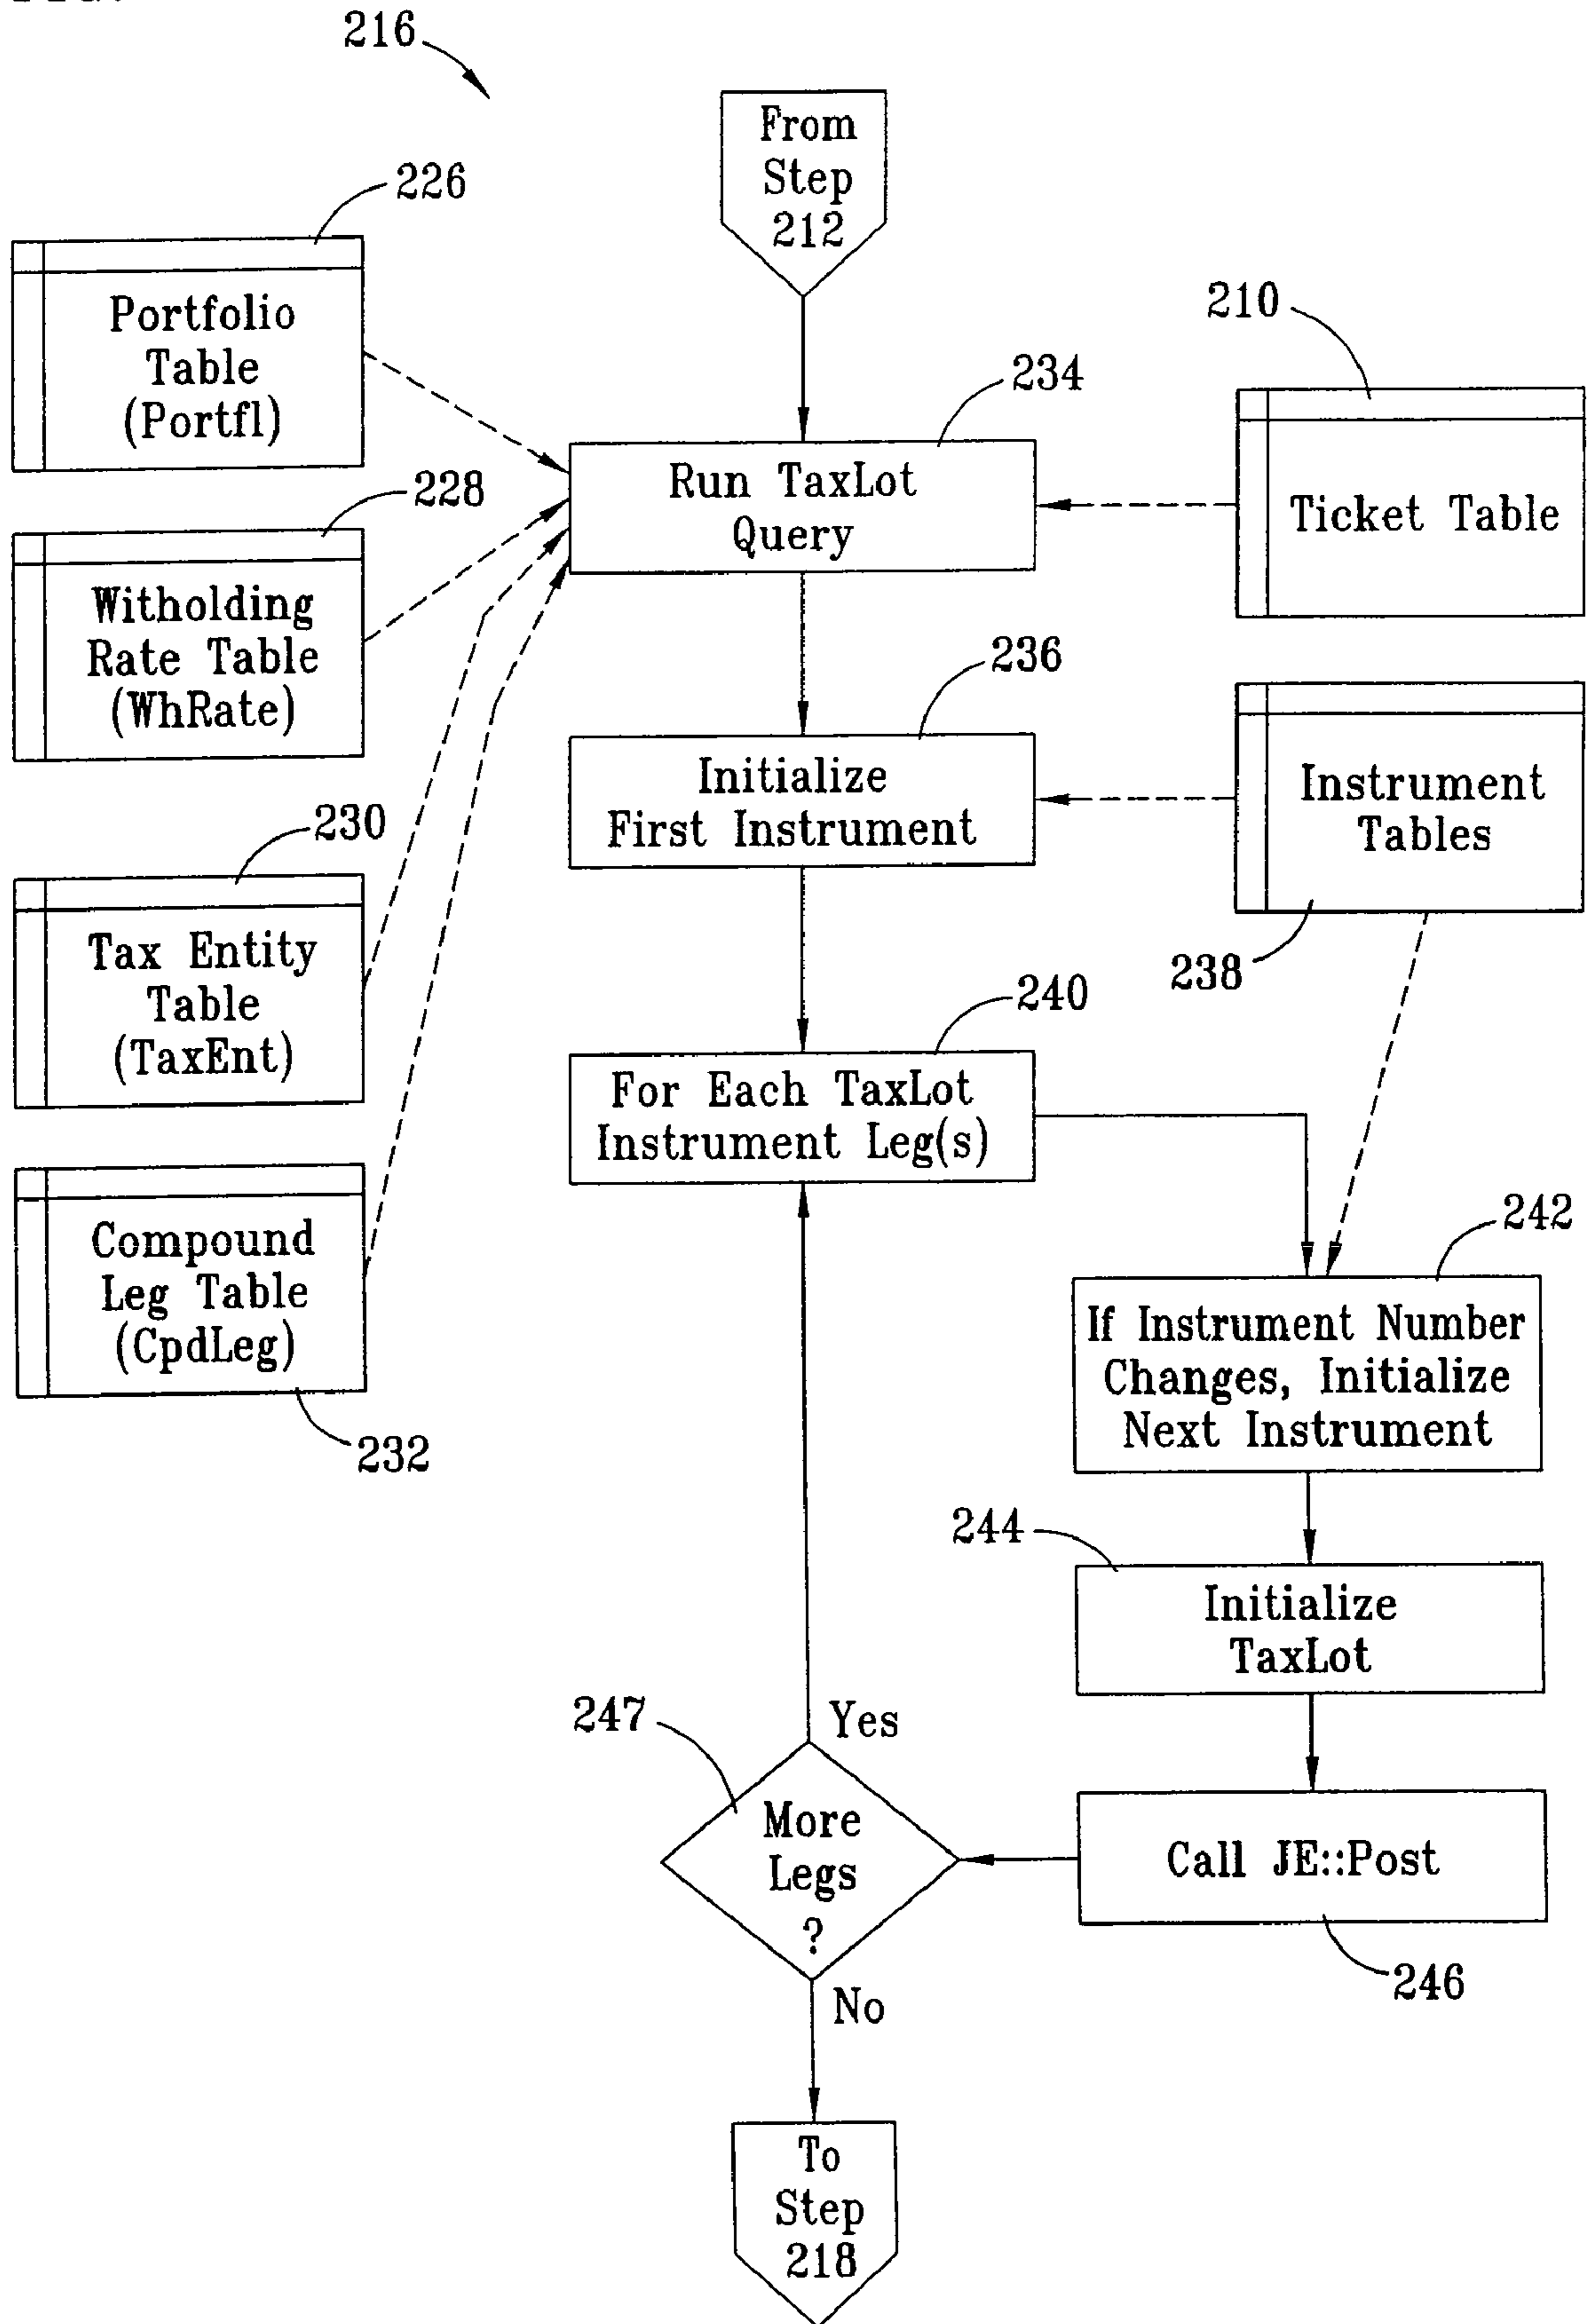 216
From
Step
212
226
Portfolio
Table
(Portfl)
210
234
Run TaxLot
Query
Ticket Table
228
Witholding
Rate Table
(WhRate)
236
Initialize
First Instrument
Instrument
Tables
238
230
Tax Entity
Table
(TaxEnt)
240
For Each TaxLot
Instrument Leg(s)
Compound
Leg Table
(CpdLeg)
232
242
If Instrument Number
Changes, Initialize
Next Instrument
244
Initialize
TaxLot
247
Yes
More
Legs
?
Call JE::Post
246
No
To
Step
218